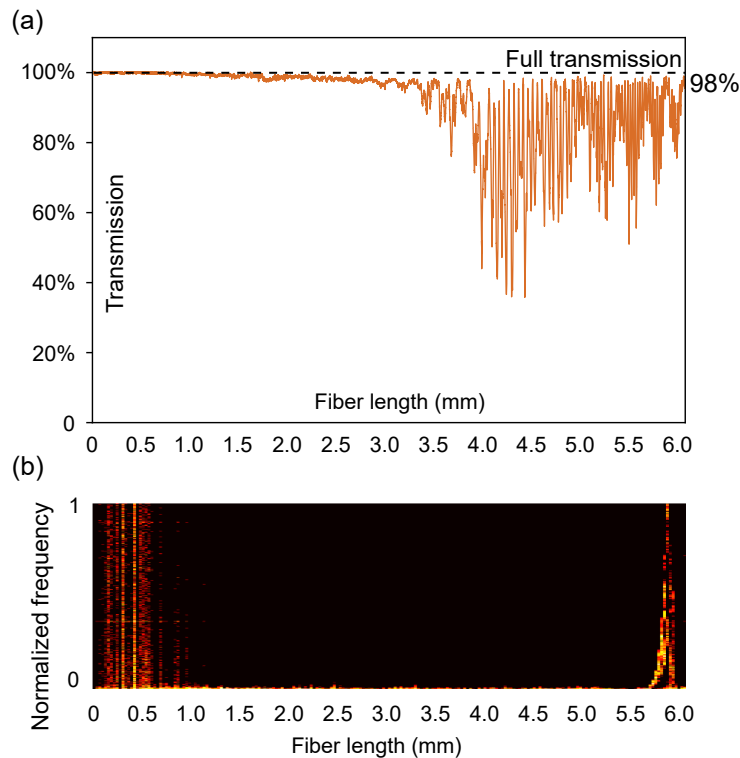 (a)
Full transmission
100%
98%
80%
60%
40%
20%
0
Transmission
Fiber length (mm)
0 0.5 1.0 1.5 2.0 2.5 3.0 3.5 4.0 4.5 5.0 5.5 6.0
(b)
1
0
Normalized frequency
0 0.5 1.0 1.5 2.0 2.5 3.0 3.5 4.0 4.5 5.0 5.5 6.0
Fiber length (mm)